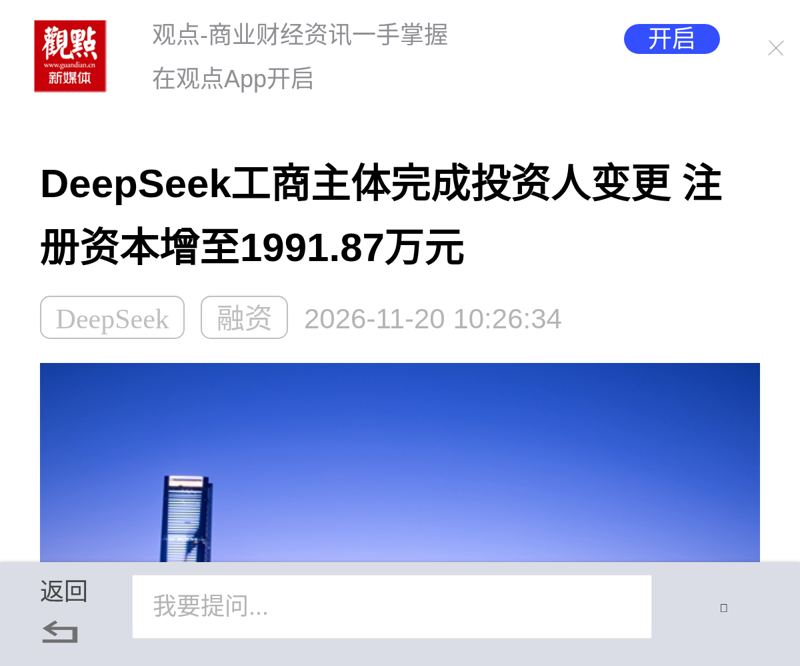 觀點
www.guandian.cn
新媒体
观点-商业财经资讯一手掌握
在观点App开启
开启
DeepSeek工商主体完成投资人变更 注
册资本增至1991.87万元
DeepSeek 融资 2026-11-20 10:26:34
返回
我要提问...